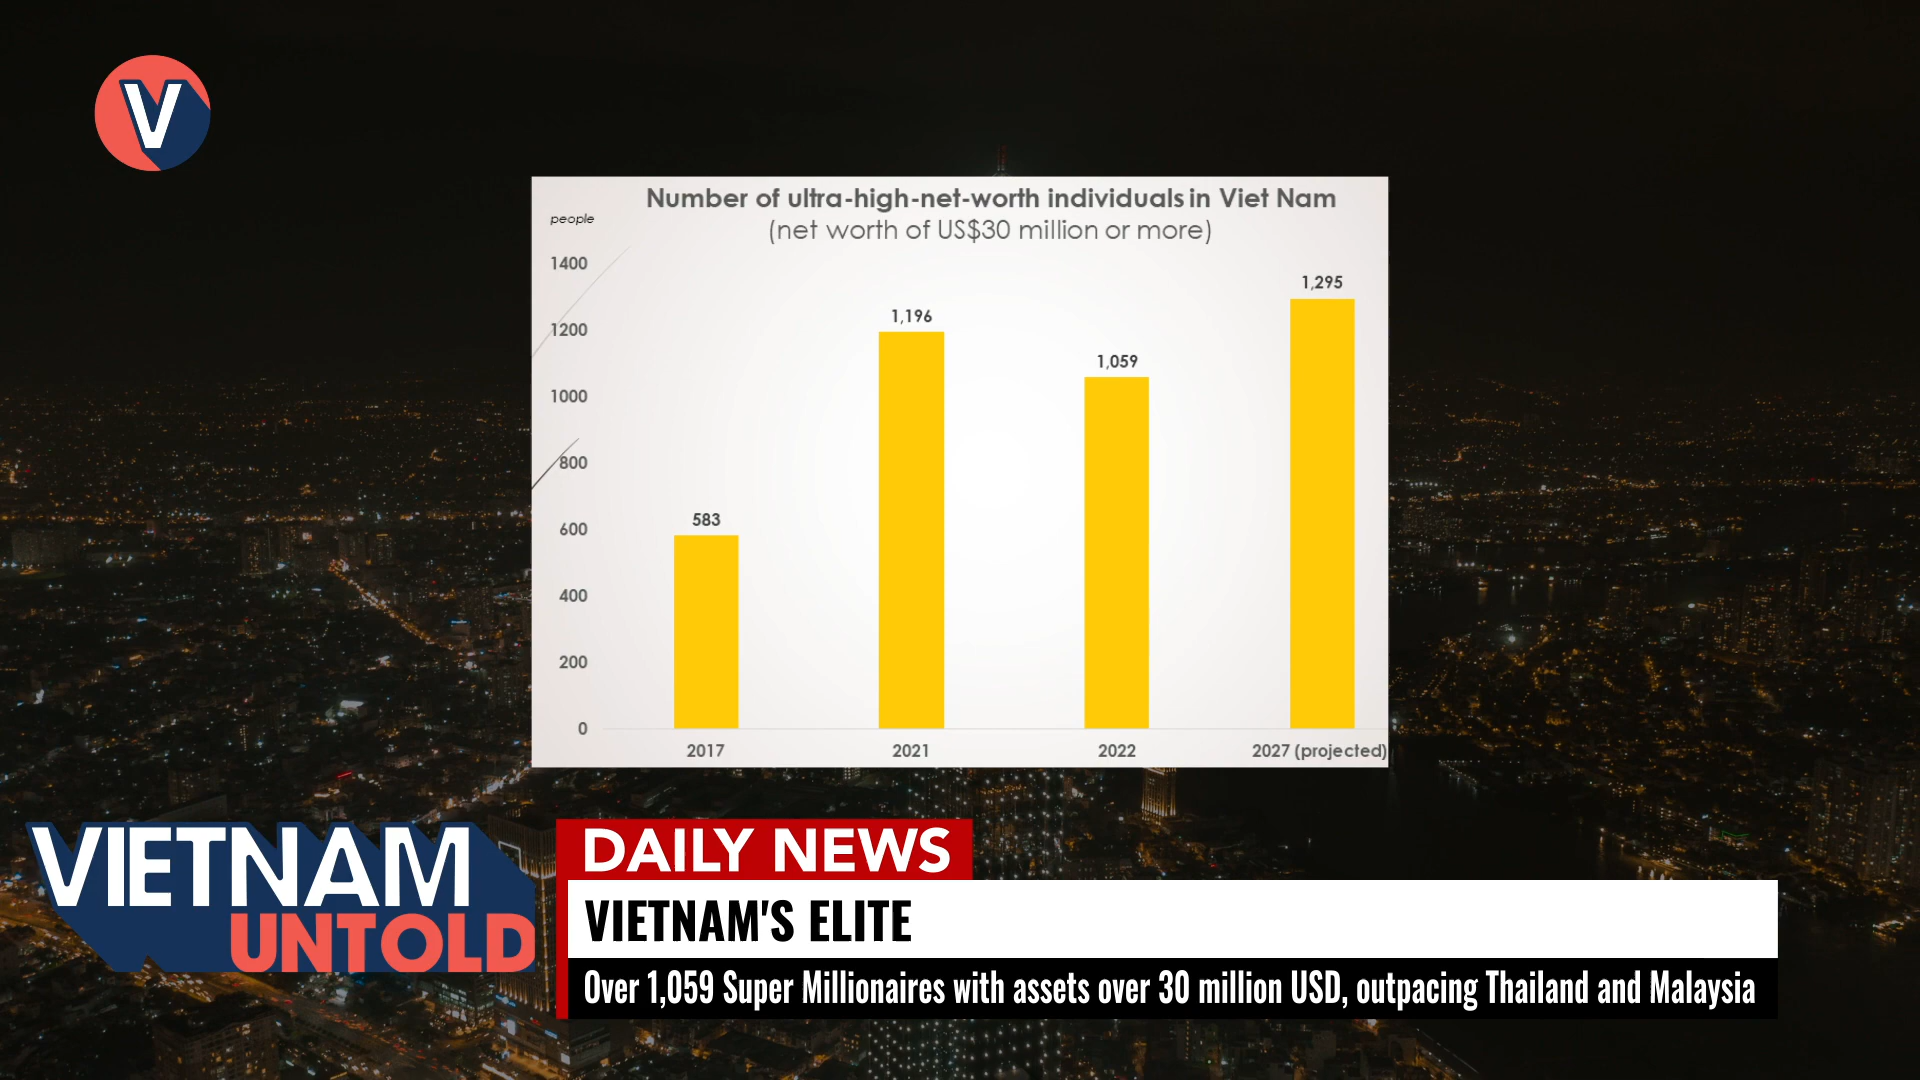 V
Number of ultra-high-net-worth individuals in Viet Nam
(net worth of US$30 million or more)
people
1400
1200
1000
800
600
400
200
0
583
1,196
1,059
1,295
2017 2021 2022 2027 (projected)
VIETNAM
UNTOLD
DAILY NEWS
VIETNAM'S ELITE
Over 1,059 Super Millionaires with assets over 30 million USD, outpacing Thailand and Malaysia